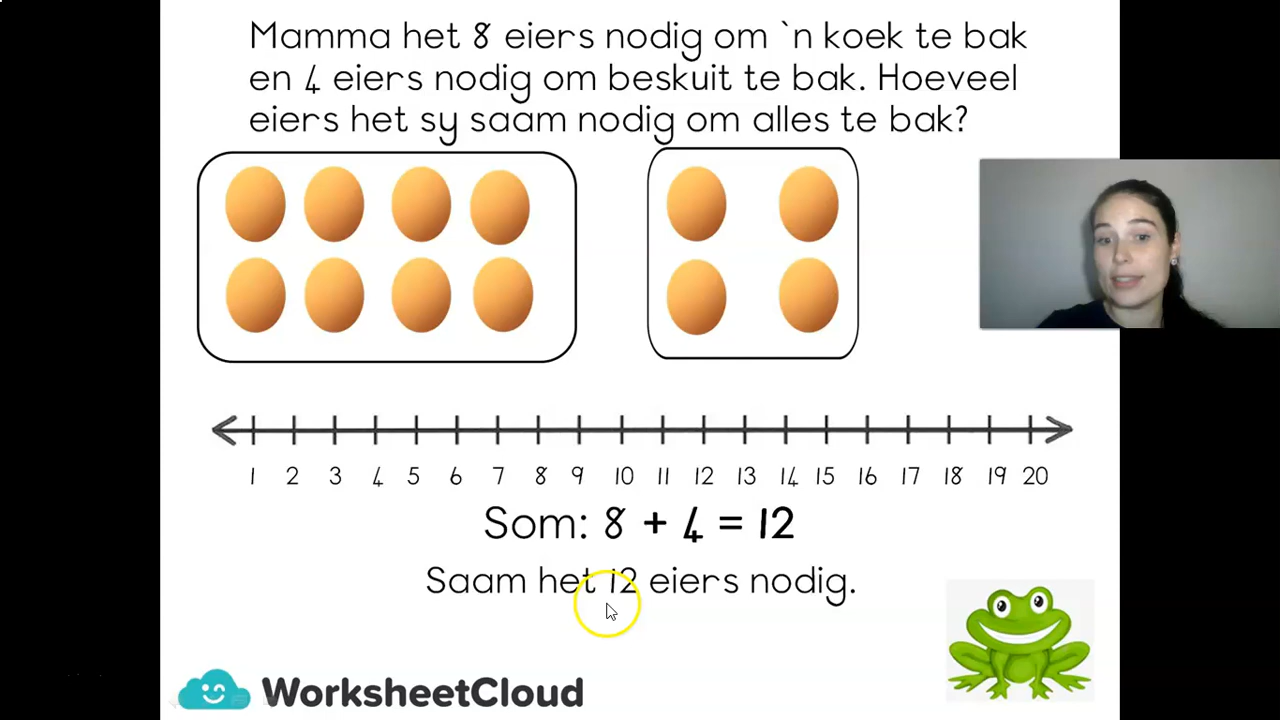 Mamma het 8 eiers nodig om `n koek te bak
en 4 eiers nodig om beskuit te bak. Hoeveel
eiers het sy saam nodig om alles te bak?
1 2 3 4 5 6 7 8 9 10 11 12 13 14 15 16 17 18 19 20
Som: 8 + 4 = 12
Saam het 12 eiers nodig.
WorksheetCloud